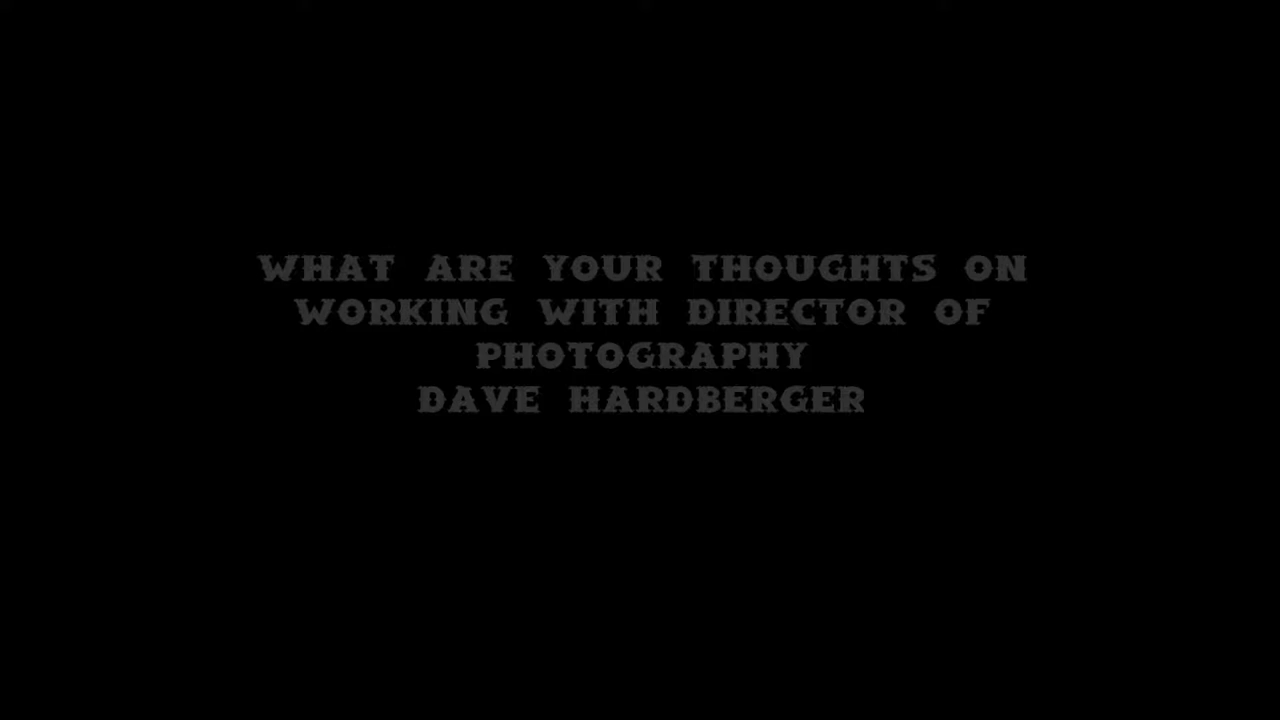 WHAT ARE YOUR THOUGHTS ON
WORKING WITH DIRECTOR OF
PHOTOGRAPHY
DAVE HARDBERGER